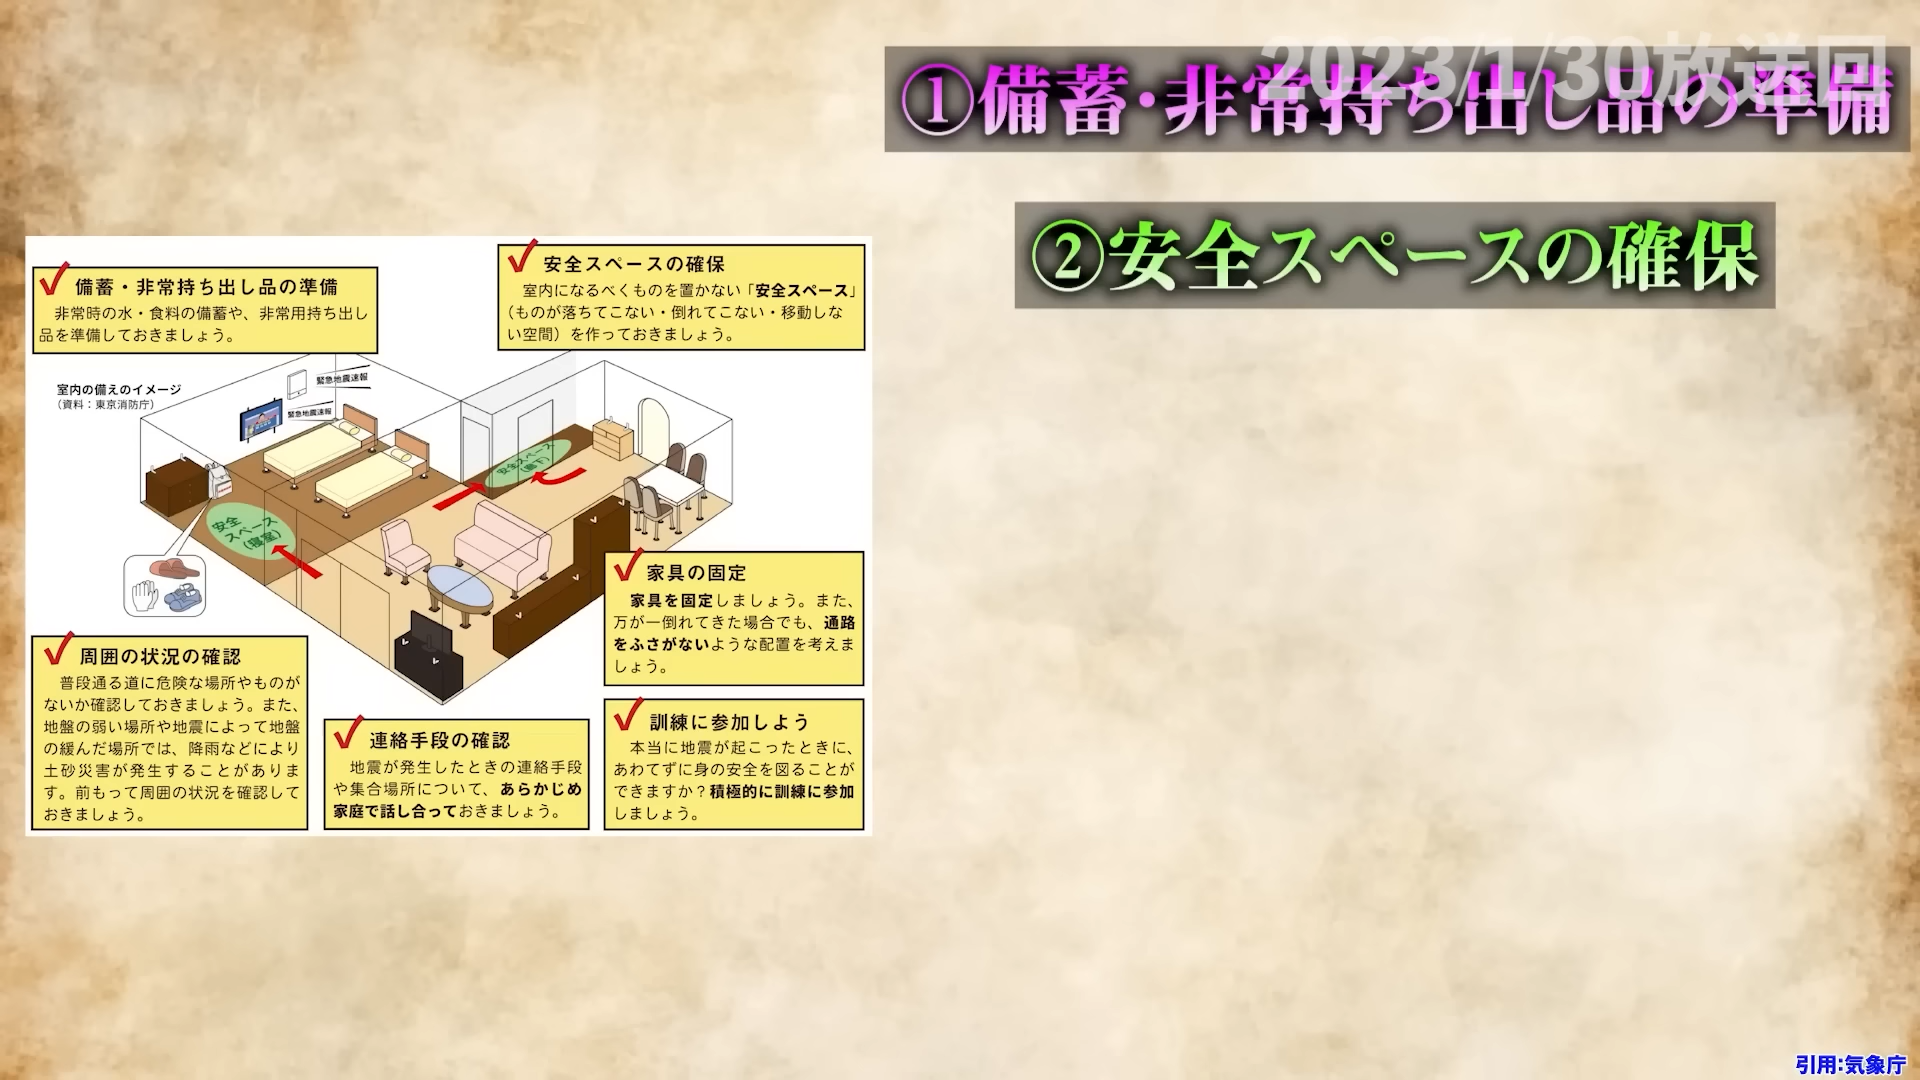 2023/1/30放送回
①備蓄・非常持ち出し品の準備
②安全スペースの確保
備蓄・非常持ち出し品の準備
非常時の水・食料の備蓄や、非常用持ち出し
品を準備しておきましょう。
安全スペースの確保
室内になるべくものを置かない「安全スペース」
（ものが落ちてこない・倒れてこない・移動しな
い空間）を作っておきましょう。
室内の備えのイメージ
（資料：東京消防庁）
緊急地震速報
緊急地震速報
安全スペース
（廊下）
安全
スペース
（寝室）
家具の固定
家具を固定しましょう。また、
万が一倒れてきた場合でも、通路
をふさがないような配置を考えま
しょう。
周囲の状況の確認
普段通る道に危険な場所やものが
ないか確認しておきましょう。また、
地盤の弱い場所や地震によって地盤
の緩んだ場所では、降雨などにより
土砂災害が発生することがありま
す。前もって周囲の状況を確認して
おきましょう。
連絡手段の確認
地震が発生したときの連絡手段
や集合場所について、あらかじめ
家庭で話し合っておきましょう。
訓練に参加しよう
本当に地震が起こったときに、
あわてずに身の安全を図ることが
できますか？積極的に訓練に参加
しましょう。
引用:気象庁